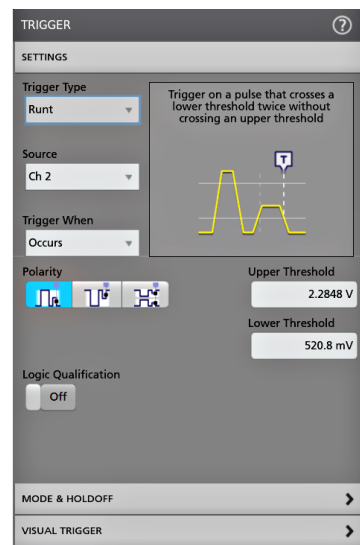 TRIGGER
?
SETTINGS
Trigger Type
Runt
Trigger on a pulse that crosses a
lower threshold twice without
crossing an upper threshold
T
Source
Ch 2
Trigger When
Occurs
Polarity
Upper Threshold
2.2848 V
Lower Threshold
520.8 mV
Logic Qualification
Off
MODE & HOLDOFF
VISUAL TRIGGER